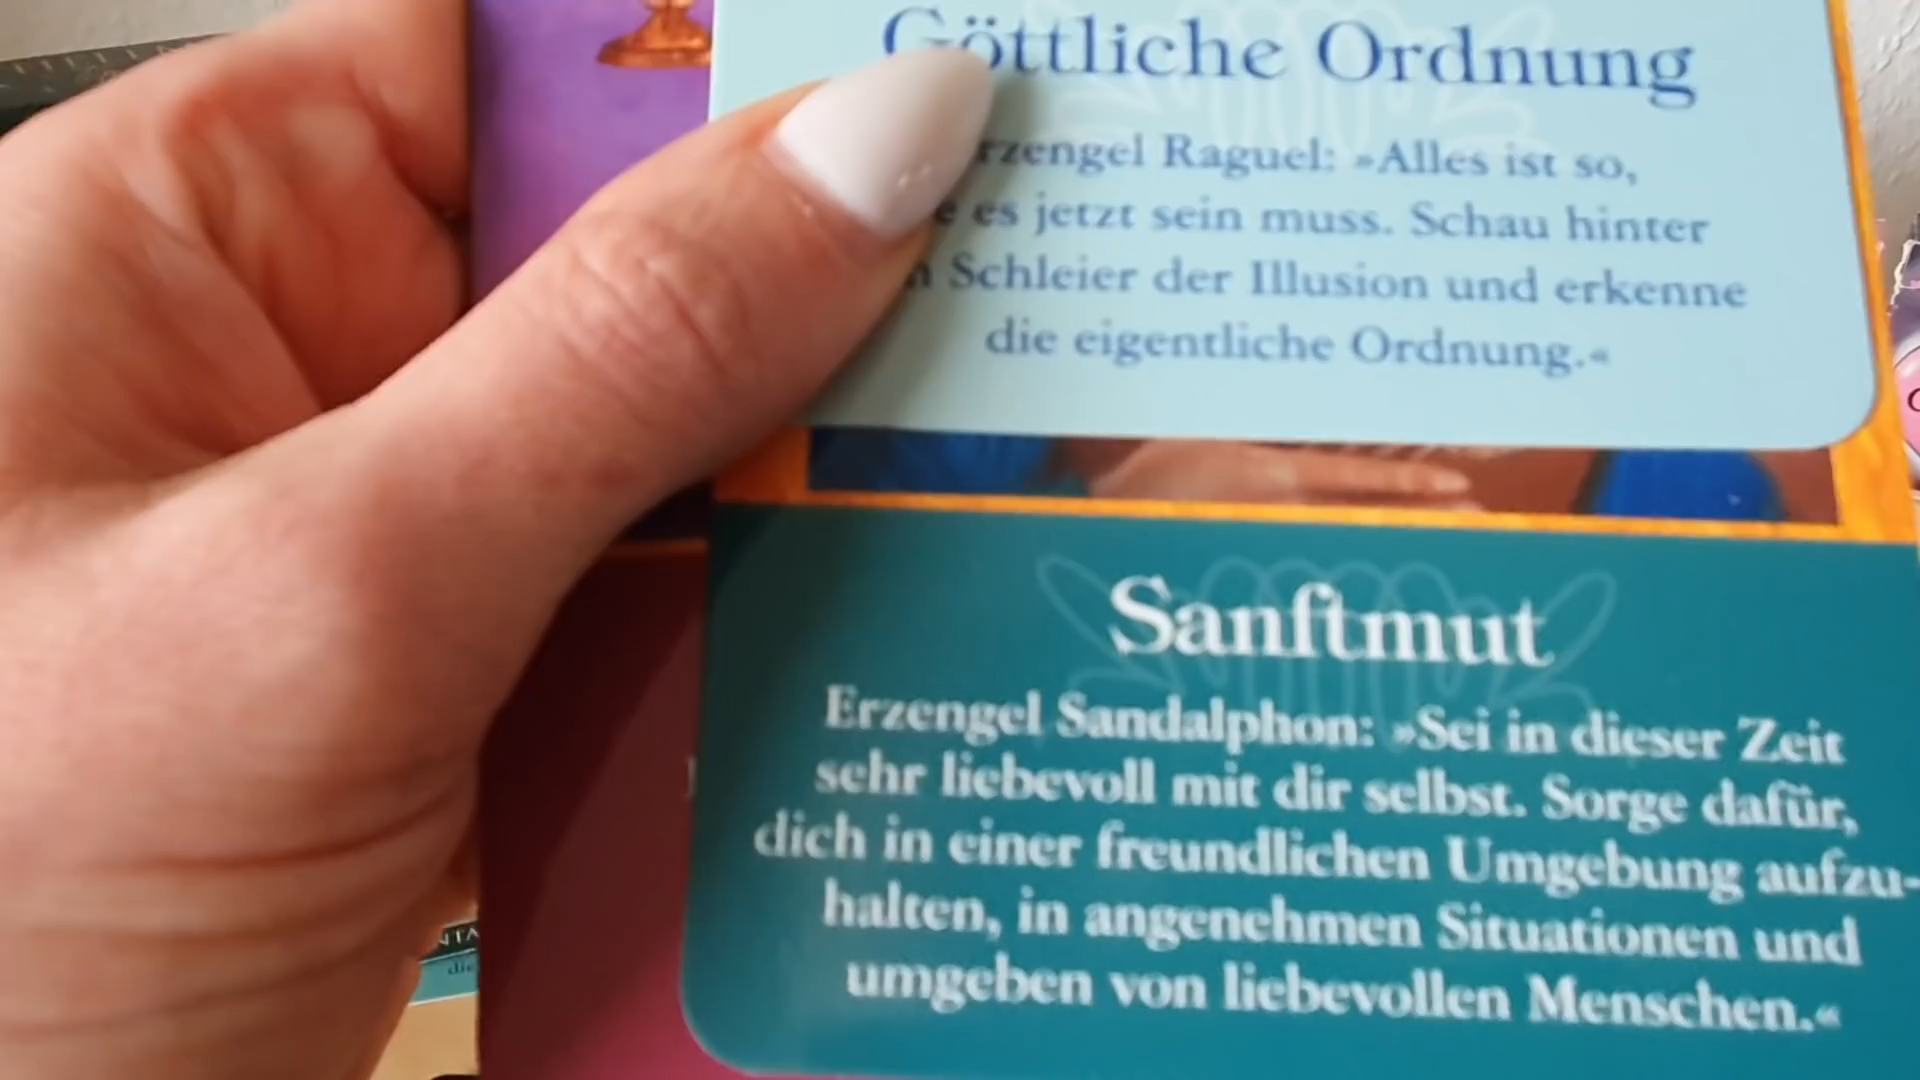 Göttliche Ordnung
rzengel Raguel: »Alles ist so,
e es jetzt sein muss. Schau hinter
n Schleier der Illusion und erkenne
die eigentliche Ordnung.«
Sanftmut
Erzengel Sandalphon: »Sei in dieser Zeit
sehr liebevoll mit dir selbst. Sorge dafür,
dich in einer freundlichen Umgebung aufzu-
halten, in angenehmen Situationen und
umgeben von liebevollen Menschen.«
NTA
die